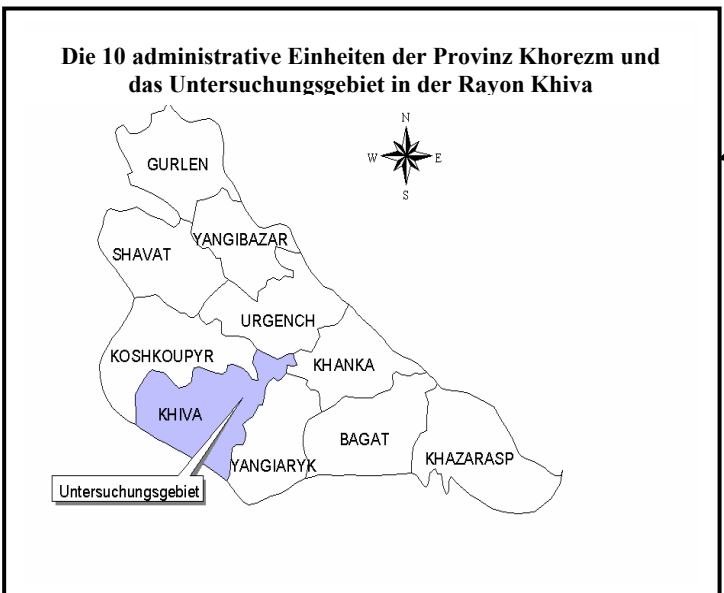 Die 10 administrative Einheiten der Provinz Khorezm und
das Untersuchungsgebiet in der Rayon Khiva
N
W E
S
GURLEN
YANGIBAZAR
SHAVAT
URGENCH
KOSHKOUPYR
KHANKA
KHIVA
BAGAT
YANGIARYK
KHAZARASP
Untersuchungsgebiet